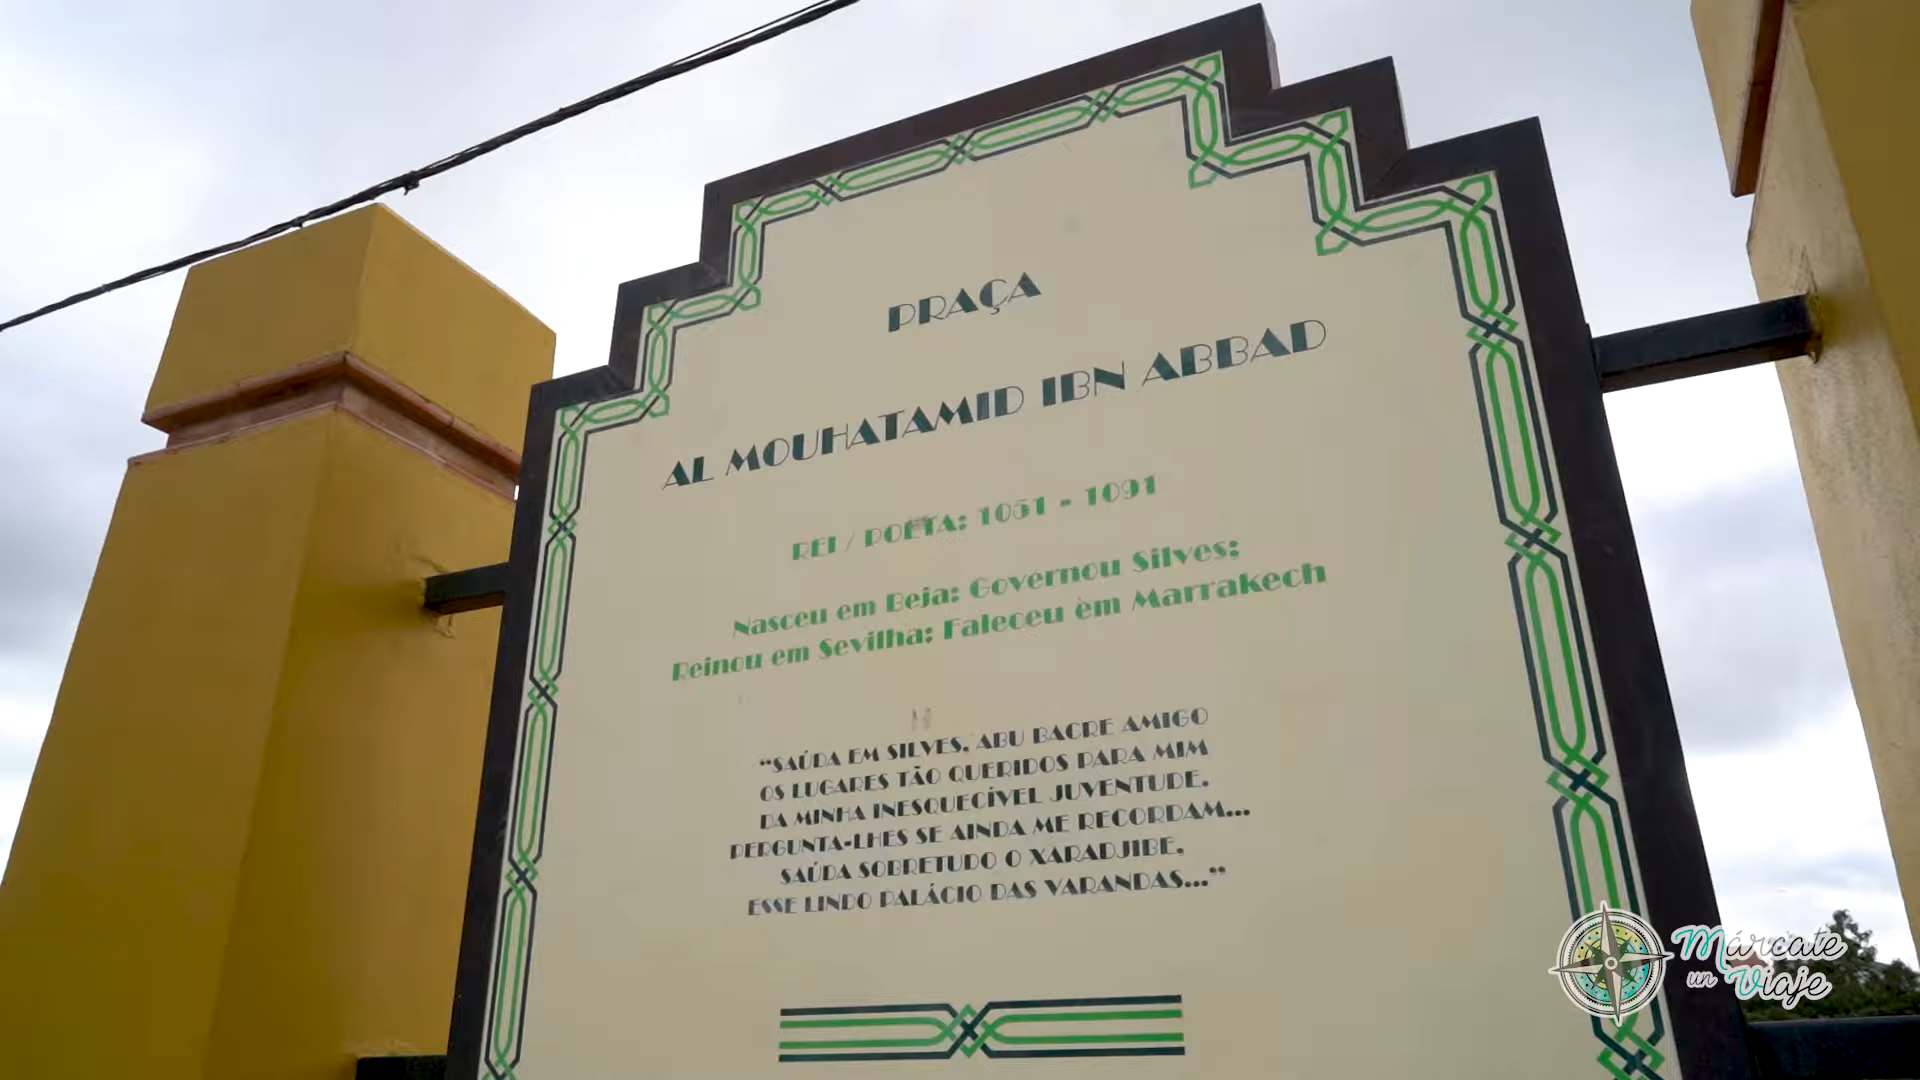 PRAÇA
AL MOUHATAMID IBN ABBAD
REI / POETA: 1051 - 1091
Nasceu em Beja; Governou Silves;
Reinou em Sevilha; Faleceu em Marrakech
“SAÚDA EM SILVES, ABU BACRE AMIGO
OS LUGARES TÃO QUERIDOS PARA MIM
DA MINHA INESQUECÍVEL JUVENTUDE.
PERGUNTA-LHES SE AINDA ME RECORDAM...
SAÚDA SOBRETUDO O XARADJIBE,
ESSE LINDO PALÁCIO DAS VARANDAS...”
Márcate
un Viaje